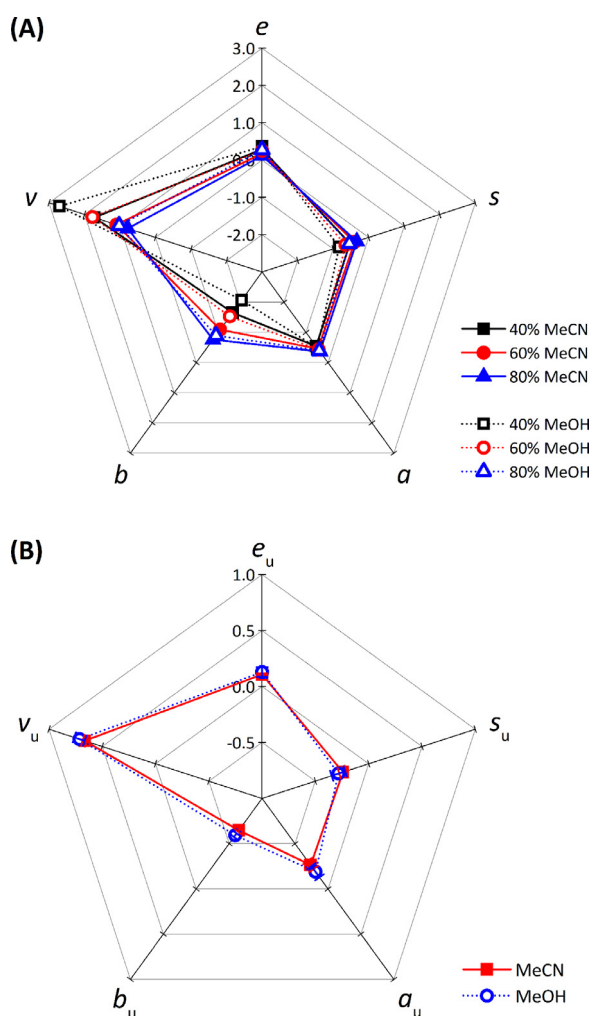 (A)
e
3.0
2.0
1.0
0.0
-1.0
-2.0
v
s
b
a
40% MeCN
60% MeCN
80% MeCN
40% MeOH
60% MeOH
80% MeOH
(B)
eu
1.0
0.5
0.0
-0.5
vu
su
bu
au
MeCN
MeOH